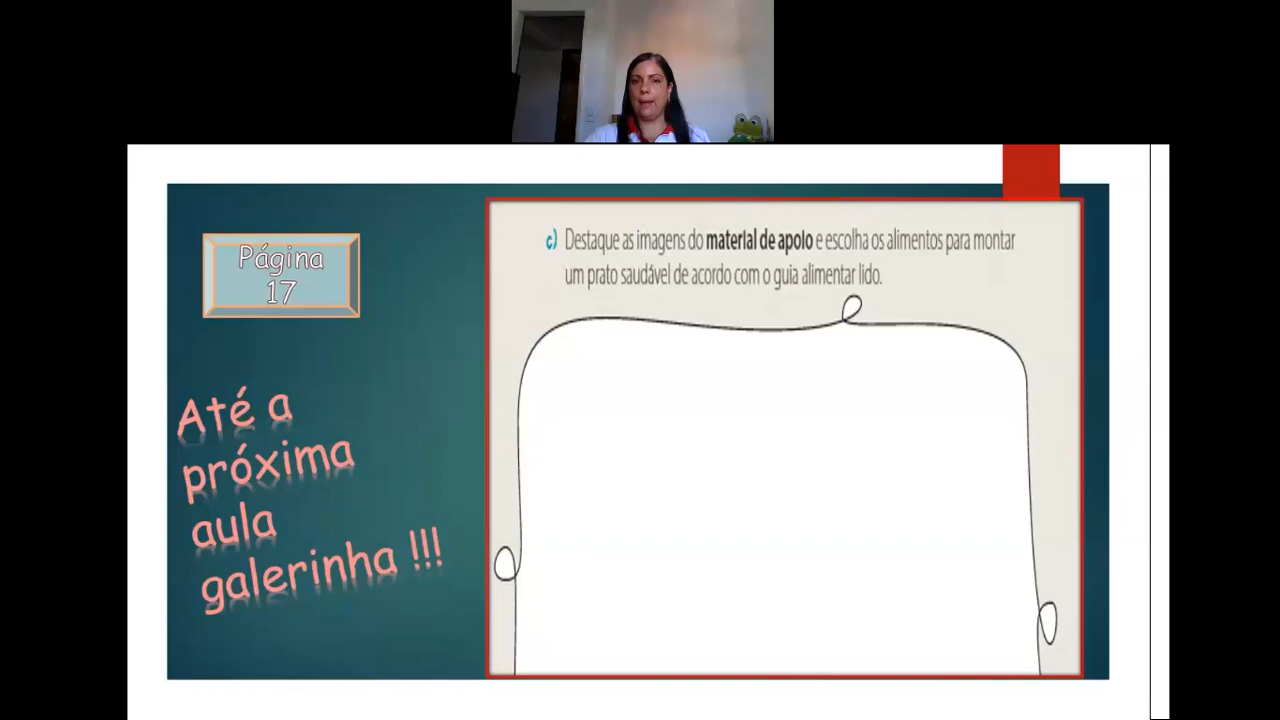 Página
17
c) Destaque as imagens do material de apoio e escolha os alimentos para montar
um prato saudável de acordo com o guia alimentar lido.
Até a
próxima
aula
galerinha !!!